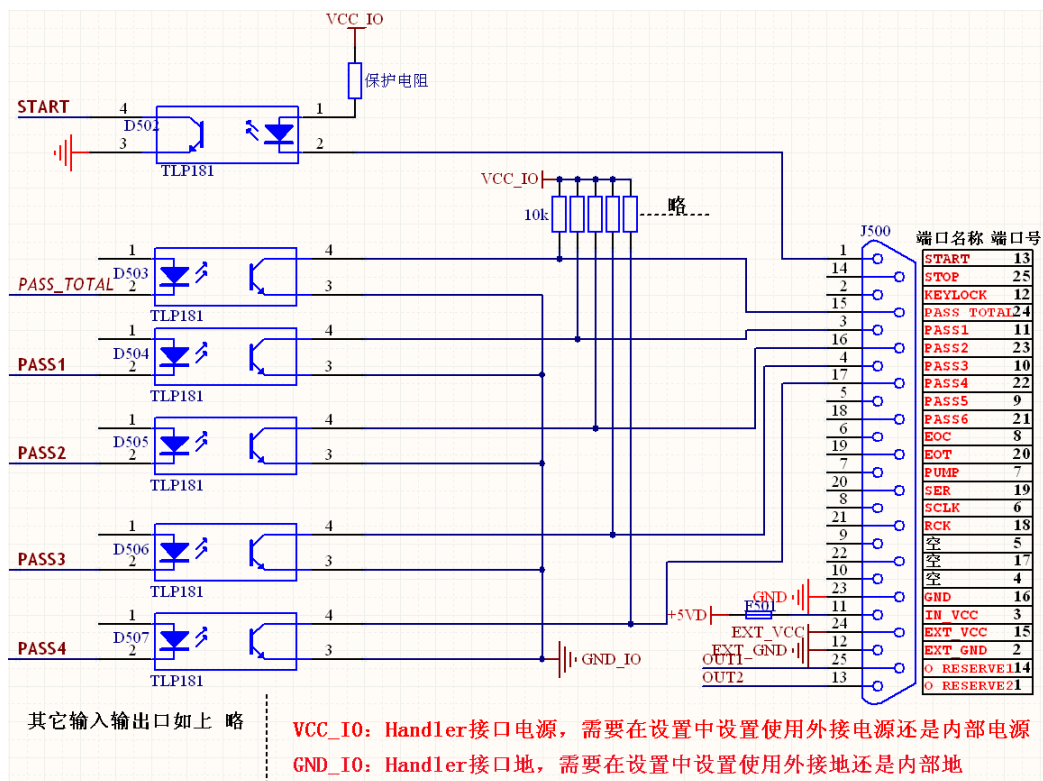 VCC_IO
保护电阻
START
4
1
D502
3
2
TLP181
VCC_IO
10k
略
J500
端口名称 端口号
1
4
D503
PASS_TOTAL
2
3
TLP181
1
4
D504
PASS1
2
3
TLP181
1
4
D505
PASS2
2
3
TLP181
1
4
D506
PASS3
2
3
TLP181
1
4
D507
PASS4
2
3
TLP181
GND_IO
1
START 13
14
STOP 25
2
KEYLOCK 12
15
PASS TOTAL 24
3
PASS1 11
16
PASS2 23
4
PASS3 10
17
PASS4 22
5
PASS5 9
18
PASS6 21
6
EOC 8
19
EOT 20
7
PUMP 7
20
SER 19
8
SCLK 6
21
RCK 18
9
空 5
22
空 17
10
空 4
GND
23
GND 16
+5VD
F501
11
IN_VCC 3
EXT_VCC
24
EXT_VCC 15
EXT_GND
12
EXT_GND 2
OUT1
25
O RESERVE1 14
OUT2
13
O RESERVE2 1
其它输入输出口如上 略
VCC_IO：Handler接口电源，需要在设置中设置使用外接电源还是内部电源
GND_IO：Handler接口地，需要在设置中设置使用外接地还是内部地